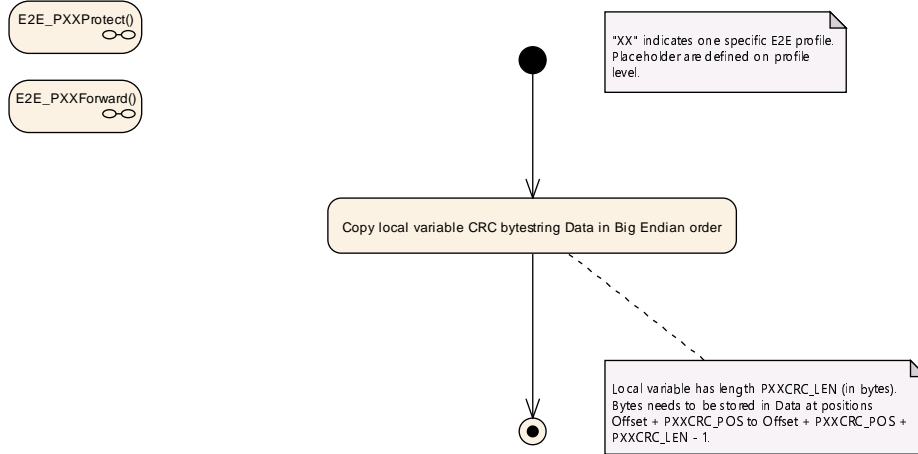 E2E_PXXProtect()
E2E_PXXForward()
"XX" indicates one specific E2E profile.
Placeholder are defined on profile
level.
Copy local variable CRC bytestring Data in Big Endian order
Local variable has length PXXCRC_LEN (in bytes).
Bytes needs to be stored in Data at positions
Offset + PXXCRC_POS to Offset + PXXCRC_POS +
PXXCRC_LEN - 1.